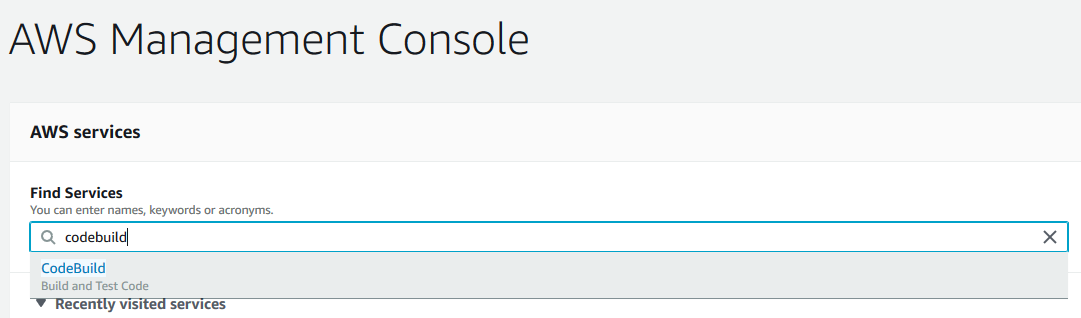 AWS Management Console
AWS services
Find Services
You can enter names, keywords or acronyms.
codebuild
CodeBuild
Build and Test Code
Recently visited services